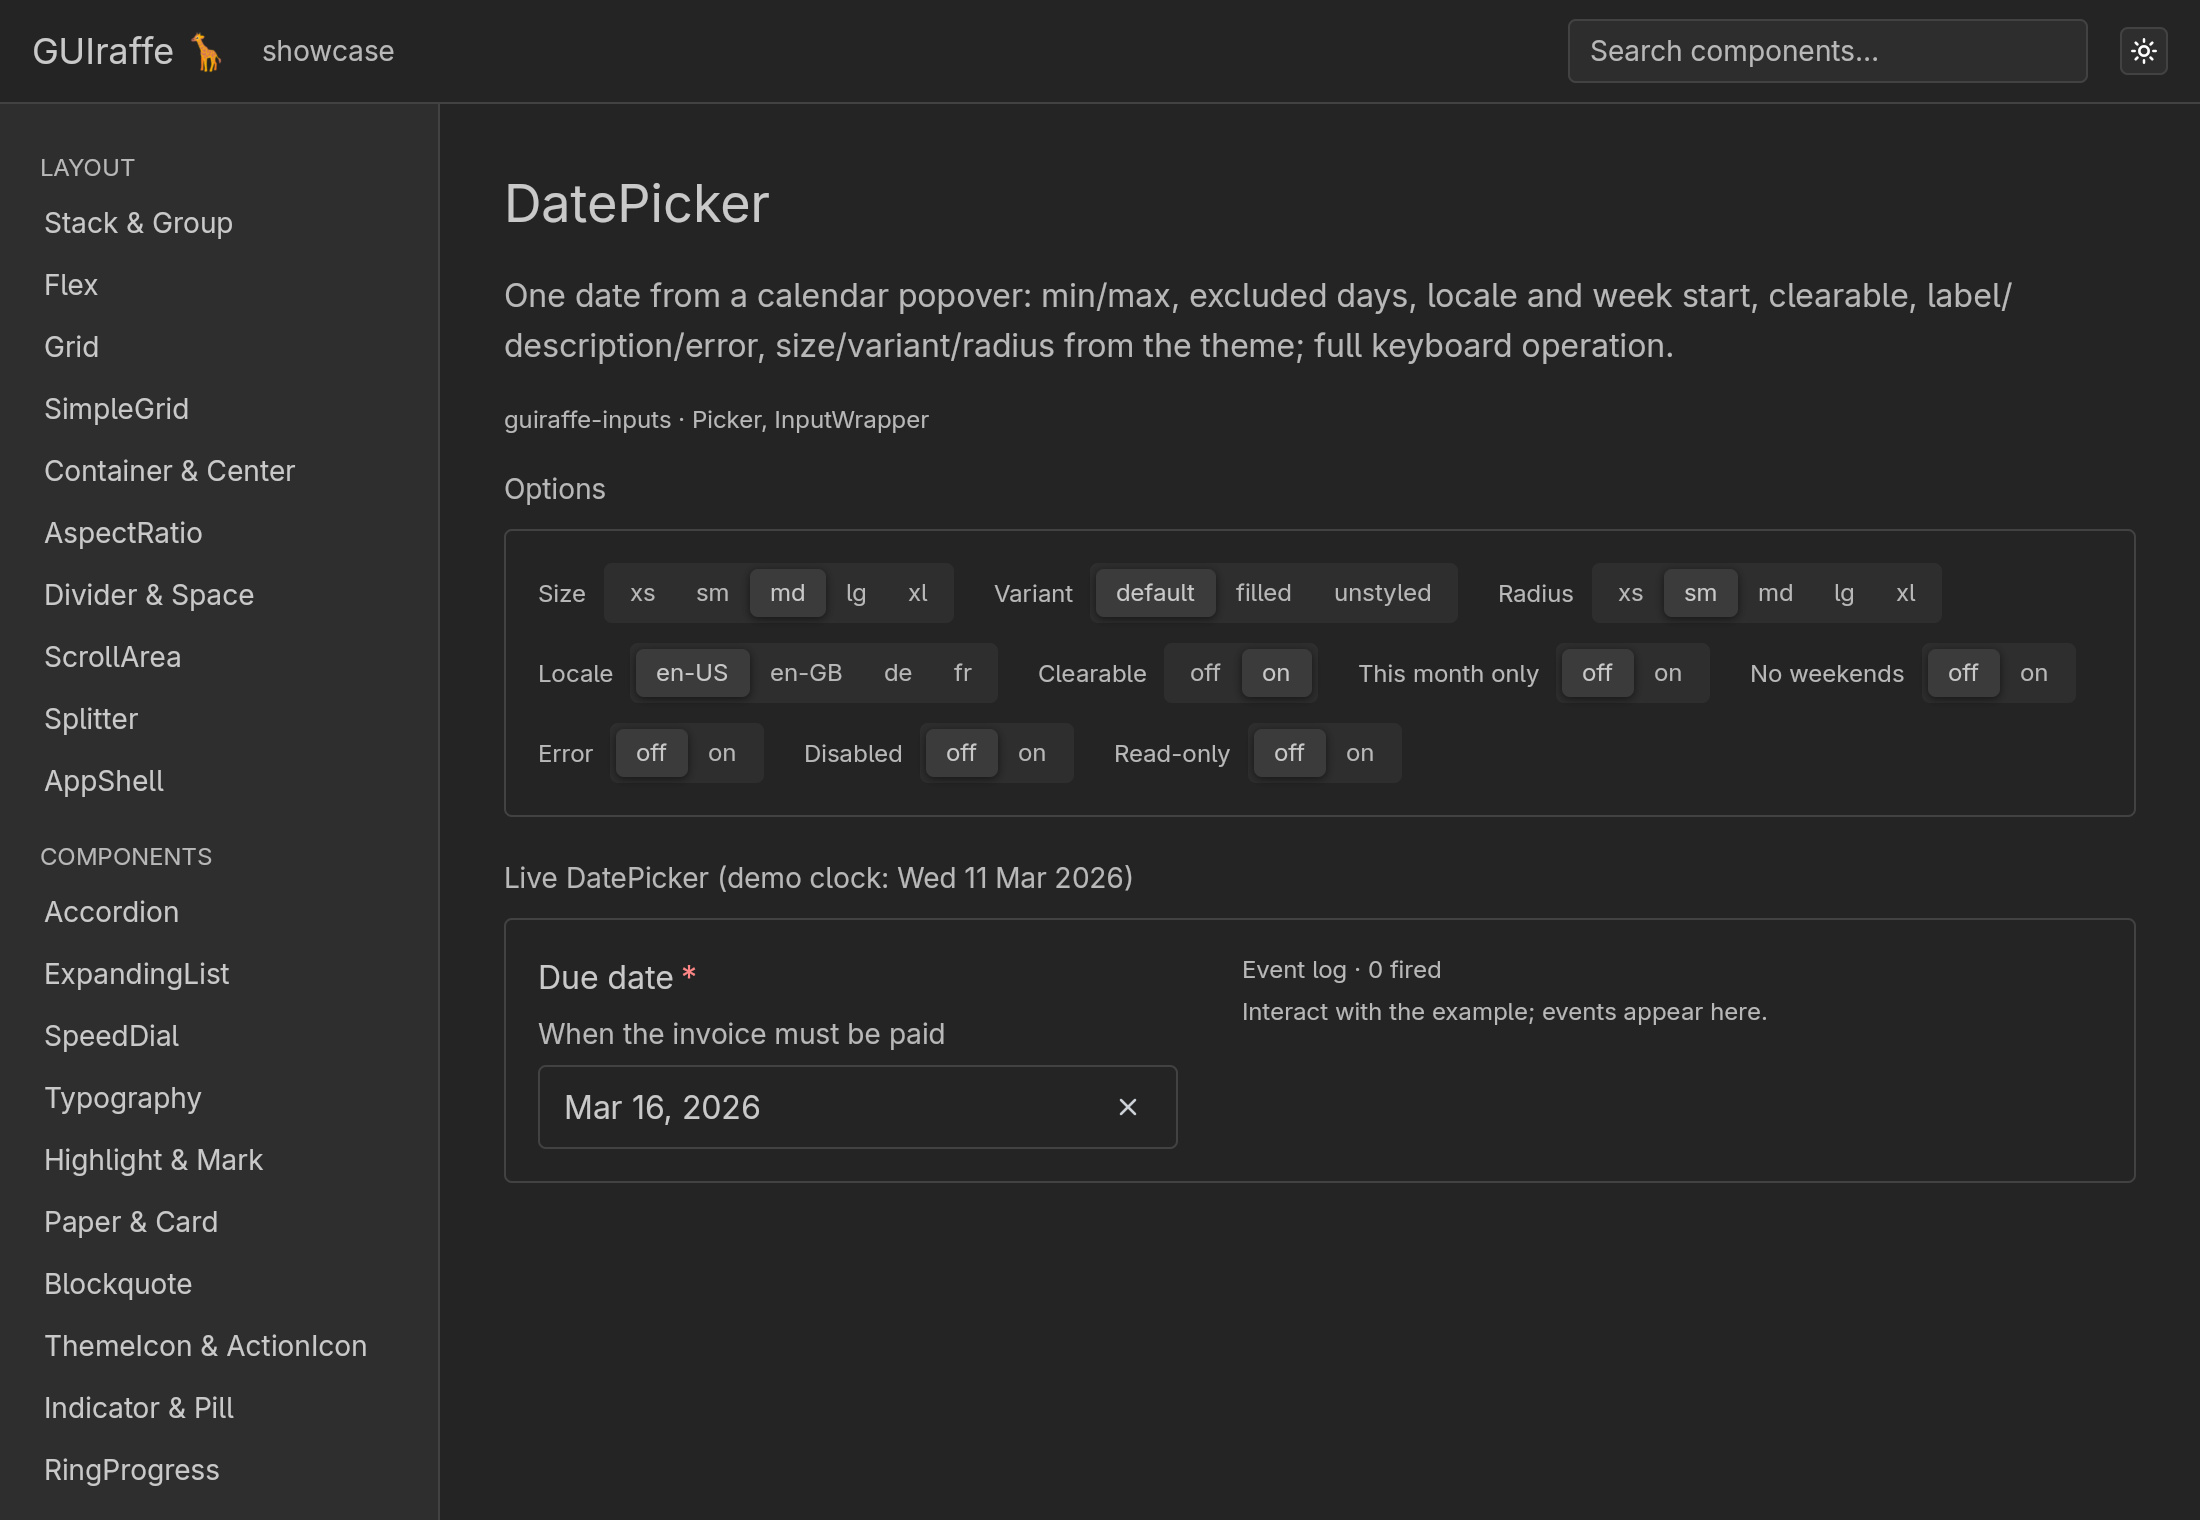 GUIraffe 🦒 showcase
Search components...
LAYOUT
Stack & Group
Flex
Grid
SimpleGrid
Container & Center
AspectRatio
Divider & Space
ScrollArea
Splitter
AppShell
COMPONENTS
Accordion
ExpandingList
SpeedDial
Typography
Highlight & Mark
Paper & Card
Blockquote
ThemeIcon & ActionIcon
Indicator & Pill
RingProgress
DatePicker
One date from a calendar popover: min/max, excluded days, locale and week start, clearable, label/
description/error, size/variant/radius from the theme; full keyboard operation.
guiraffe-inputs · Picker, InputWrapper
Options
Size xs sm md lg xl Variant default filled unstyled Radius xs sm md lg xl
Locale en-US en-GB de fr Clearable off on This month only off on No weekends off on
Error off on Disabled off on Read-only off on
Live DatePicker (demo clock: Wed 11 Mar 2026)
Due date *
When the invoice must be paid
Mar 16, 2026
Event log · 0 fired
Interact with the example; events appear here.